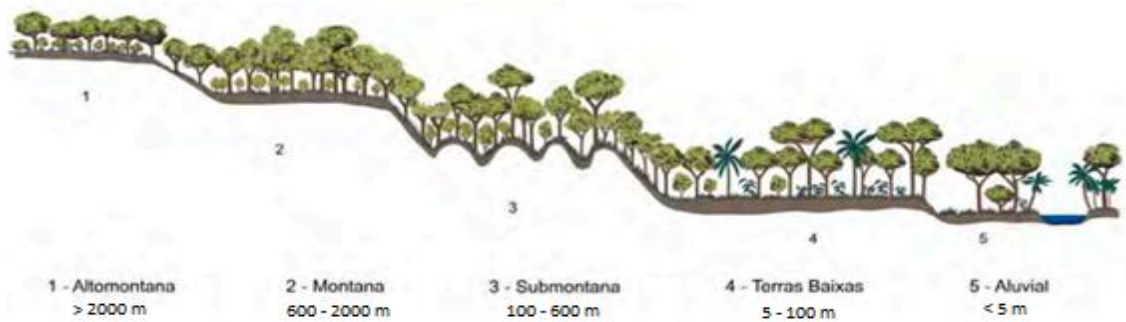 1
2
3
4
5
1 - Altomontana
> 2000 m
2 - Montana
600 - 2000 m
3 - Submontana
100 - 600 m
4 - Terras Baixas
5 - 100 m
5 - Aluvial
< 5 m